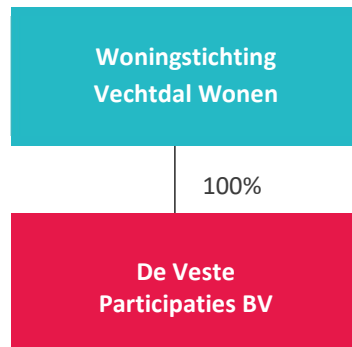 Woningstichting
Vechtdal Wonen
100%
De Veste
Participaties BV